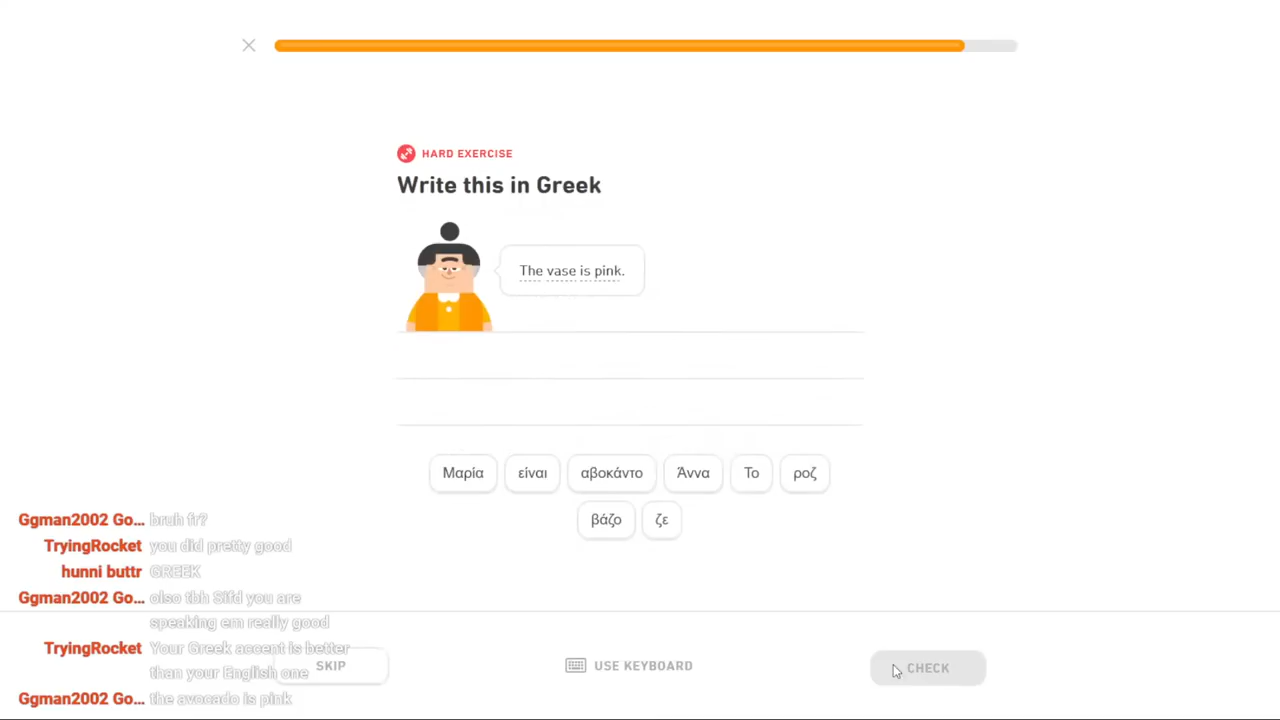 HARD EXERCISE
Write this in Greek
The vase is pink.
Μαρία είναι αβοκάντο Άννα Το ροζ
βάζο ζε
Ggman2002 Go... bruh fr?
TryingRocket you did pretty good
hunni buttr GREEK
Ggman2002 Go... olso tbh Slfd you are
speaking em really good
TryingRocket Your Greek accent is better
than your English one
Ggman2002 Go... the avocado is pink
SKIP
USE KEYBOARD
CHECK